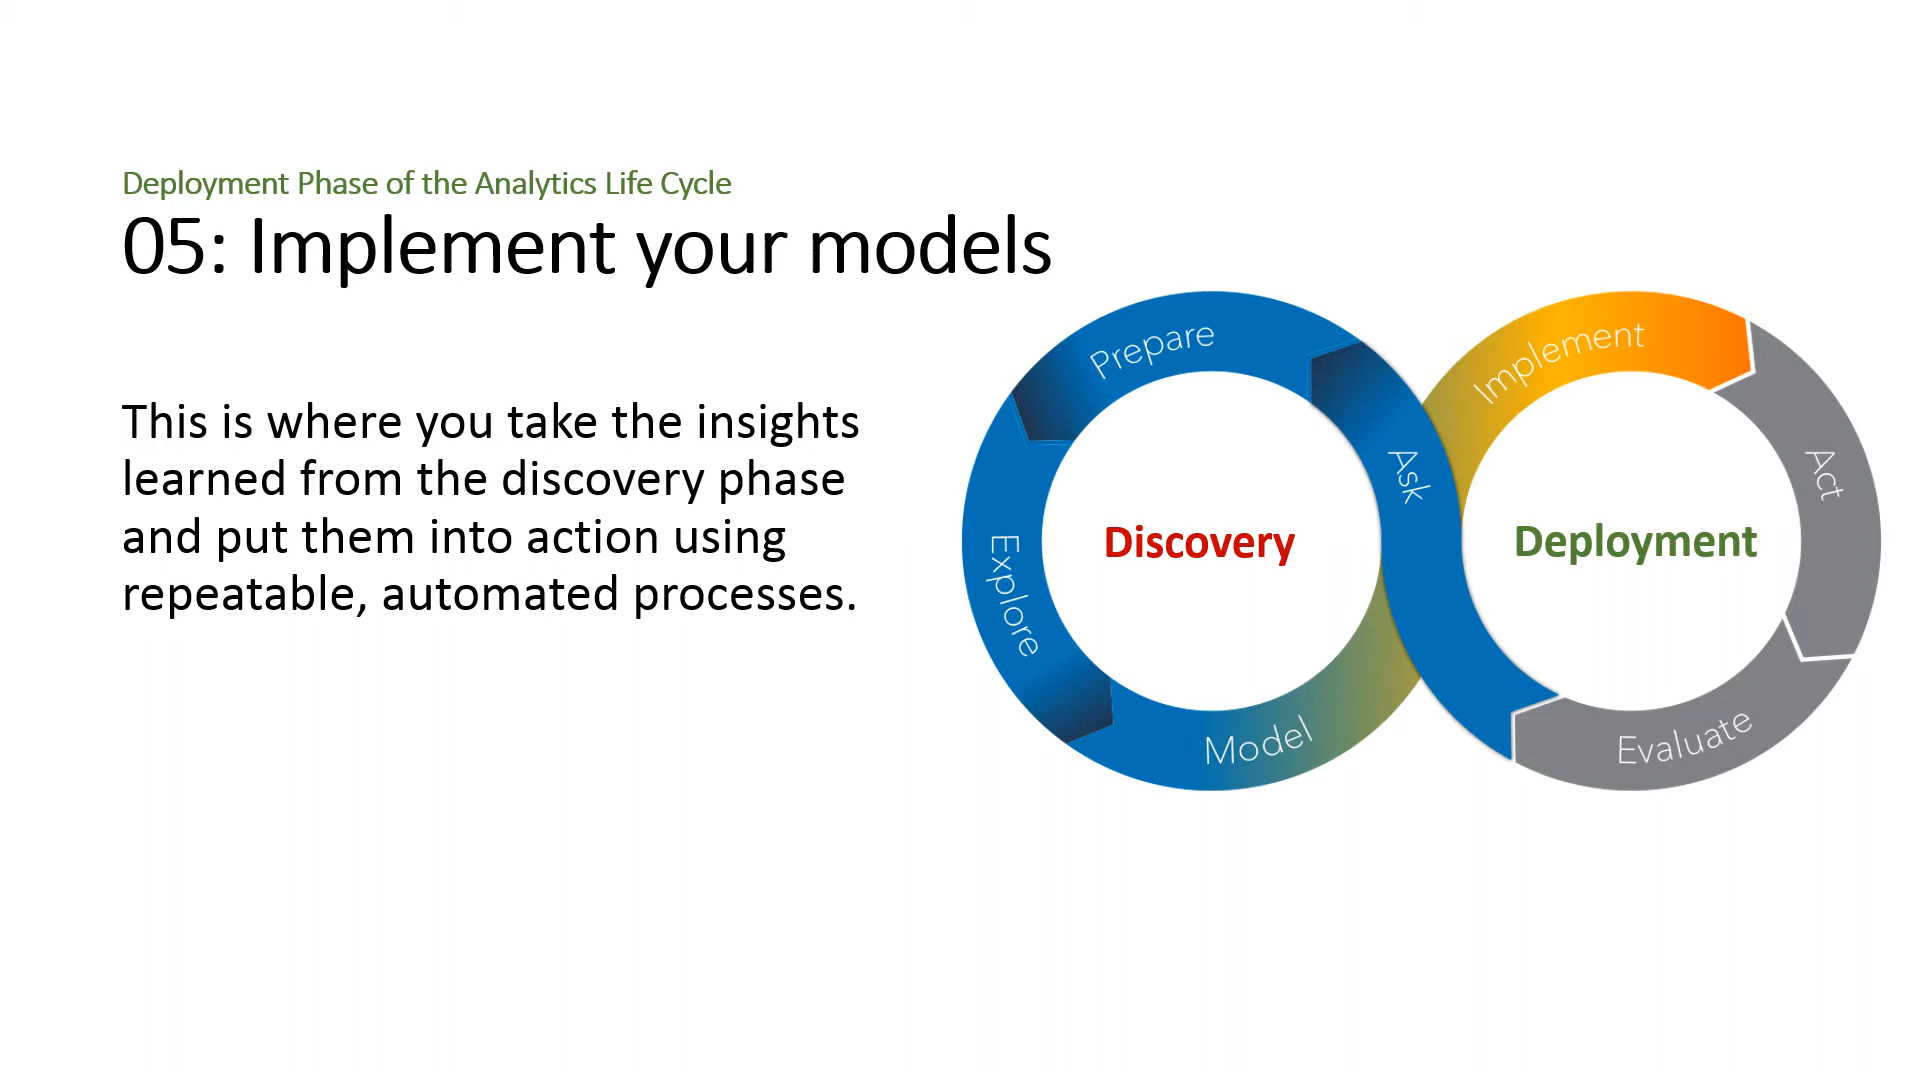 Deployment Phase of the Analytics Life Cycle
05: Implement your models
This is where you take the insights
learned from the discovery phase
and put them into action using
repeatable, automated processes.
Prepare
Implement
Ask
Act
Explore
Discovery
Deployment
Model
Evaluate